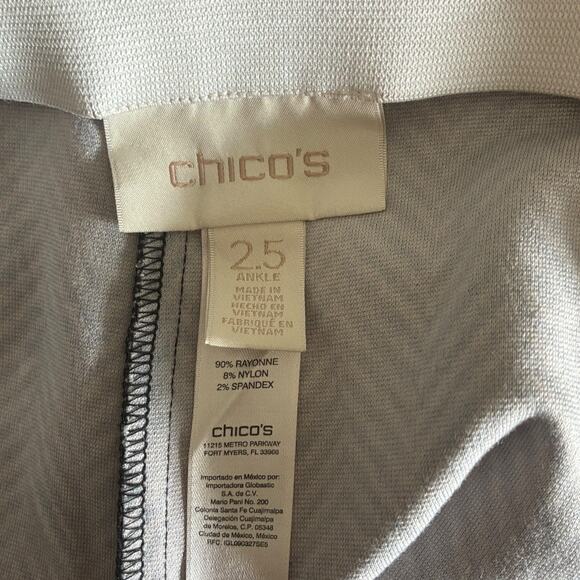 chico's
2.5
ANKLE
MADE IN
VIETNAM
HECHO EN
VIETNAM
FABRIQUÉ EN
VIETNAM
90% RAYONNE
8% NYLON
2% SPANDEX
chico's
11215 METRO PARKWAY
FORT MYERS, FL 33966
Importado en México por:
Importadora Globastic
S.A. de C.V.
Mario Pani No. 200
Colonia Santa Fe Cuajimalpa
Delegación Cuajimalpa
de Morelos, C.P. 05348
Ciudad de México, México
RFC. IGL090327SE5